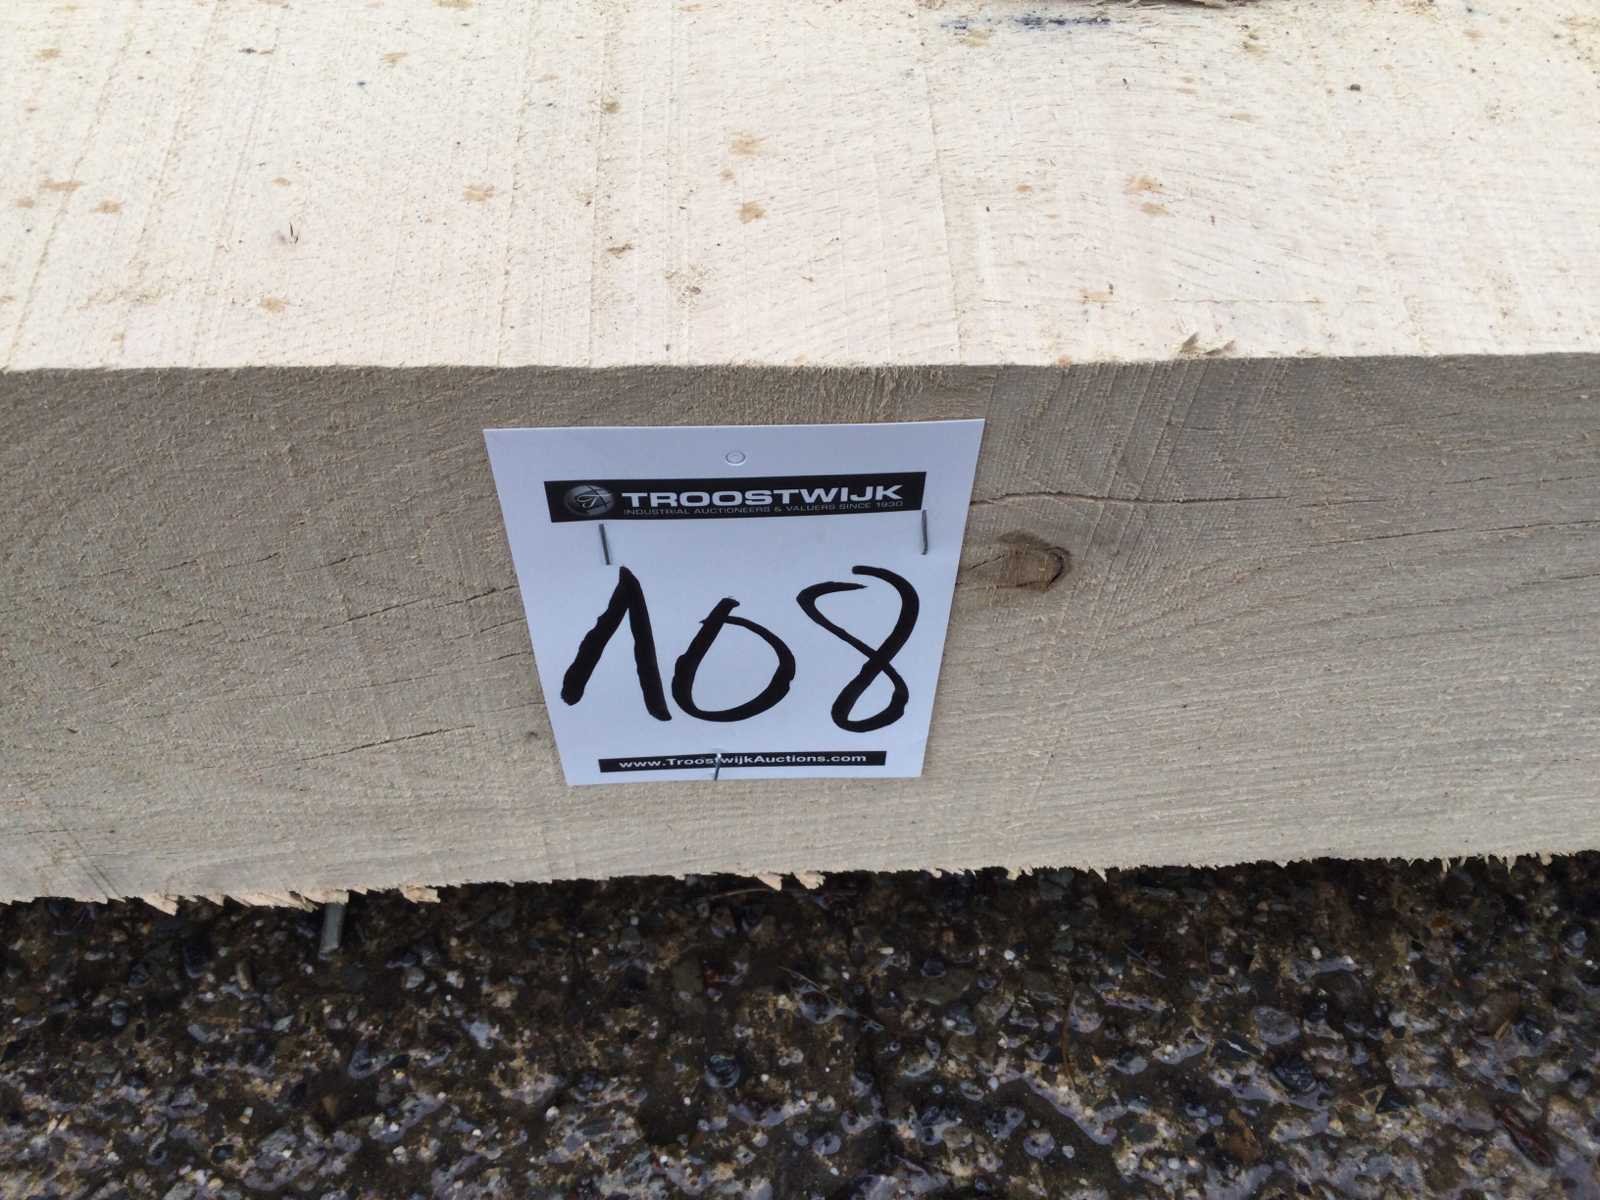 TROOSTWIJK
INDUSTRIAL AUCTIONEERS & VALUERS SINCE 1930
108
www.TroostwijkAuctions.com